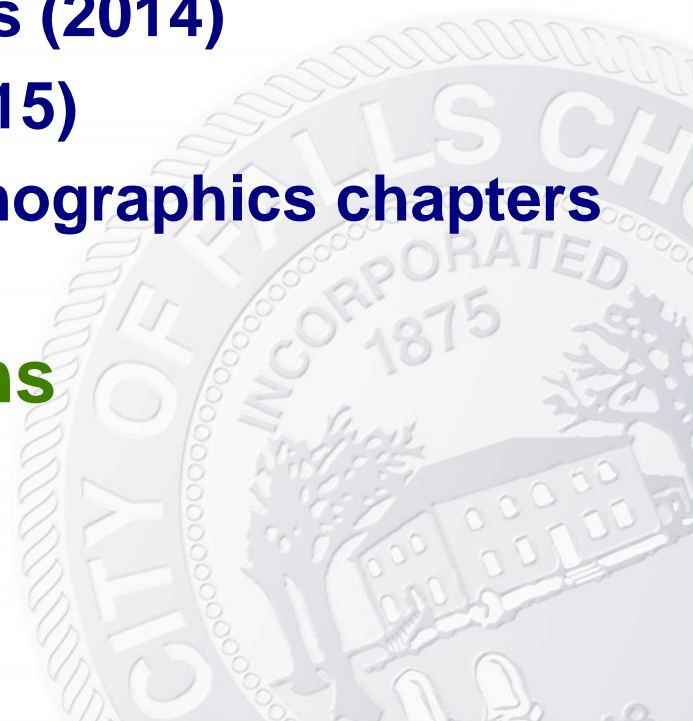 s (2014)
15)
nographics chapters
ns
CITY OF FALLS CH
INCORPORATED
1875